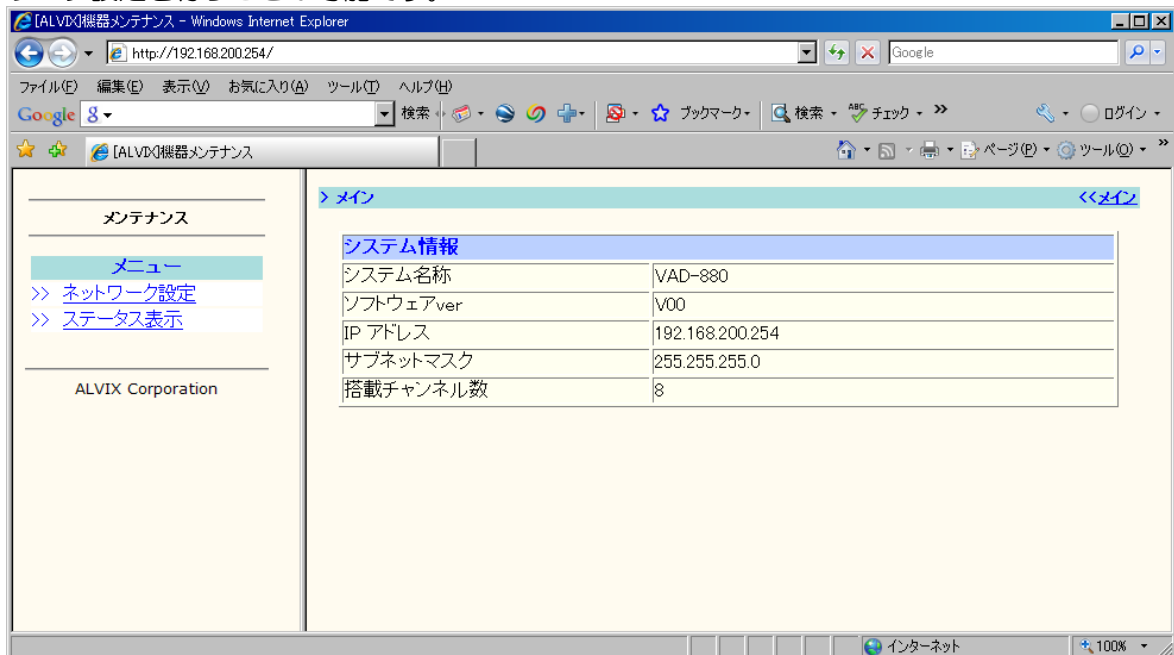 [ALVIX]機器メンテナンス - Windows Internet Explorer
http://192.168.200.254/
Google
ファイル(F) 編集(E) 表示(V) お気に入り(A) ツール(T) ヘルプ(H)
Google 検索 ブックマーク 検索 ABC チェック >> ログイン
[ALVIX]機器メンテナンス ページ(P) ツール(O) >>
メンテナンス
メニュー
>> ネットワーク設定
>> ステータス表示
ALVIX Corporation
> メイン <<メイン
システム情報
システム名称 VAD-880
ソフトウェアver V00
IP アドレス 192.168.200.254
サブネットマスク 255.255.255.0
搭載チャンネル数 8
インターネット 100%